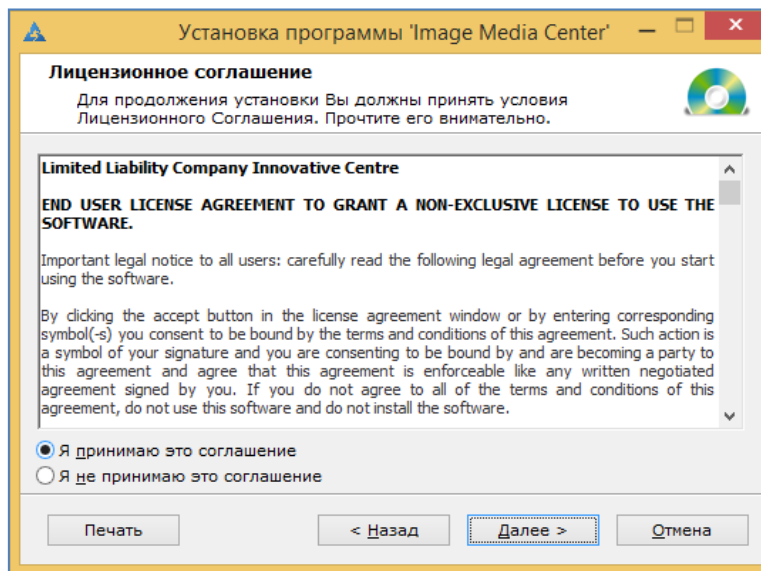 Установка программы 'Image Media Center'
Лицензионное соглашение
Для продолжения установки Вы должны принять условия
Лицензионного Соглашения. Прочтите его внимательно.
Limited Liability Company Innovative Centre
END USER LICENSE AGREEMENT TO GRANT A NON-EXCLUSIVE LICENSE TO USE THE
SOFTWARE.
Important legal notice to all users: carefully read the following legal agreement before you start
using the software.
By clicking the accept button in the license agreement window or by entering corresponding
symbol(-s) you consent to be bound by the terms and conditions of this agreement. Such action is
a symbol of your signature and you are consenting to be bound by and are becoming a party to
this agreement and agree that this agreement is enforceable like any written negotiated
agreement signed by you. If you do not agree to all of the terms and conditions of this
agreement, do not use this software and do not install the software.
Я принимаю это соглашение
Я не принимаю это соглашение
Печать
< Назад
Далее >
Отмена